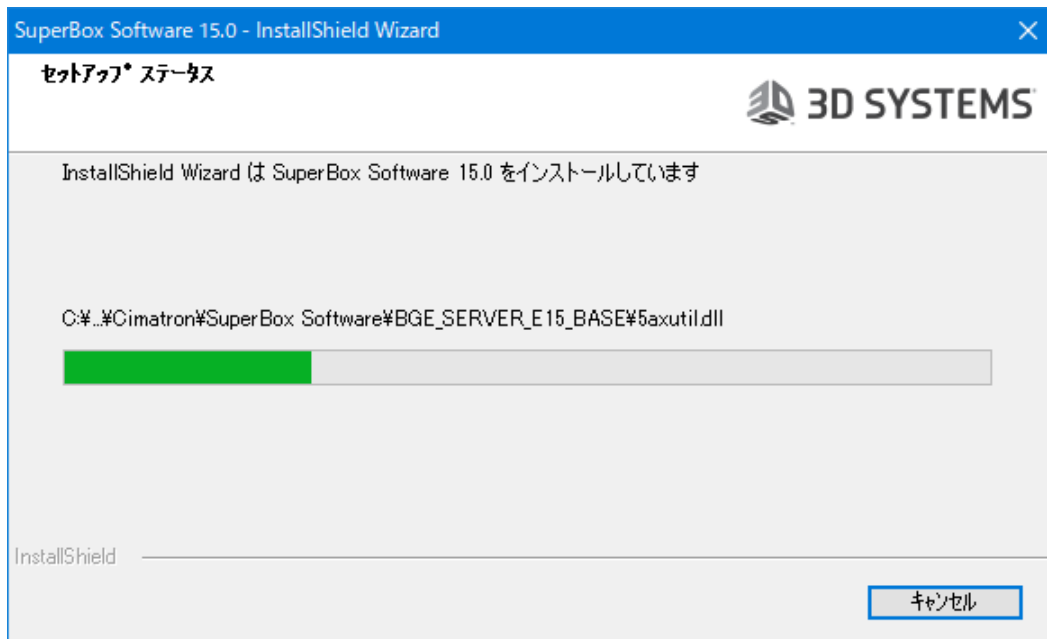 SuperBox Software 15.0 - InstallShield Wizard
セットアップ ステータス
3D SYSTEMS
InstallShield Wizard は SuperBox Software 15.0 をインストールしています
C:¥...¥Cimatron¥SuperBox Software¥BGE_SERVER_E15_BASE¥5axutil.dll
InstallShield
キャンセル